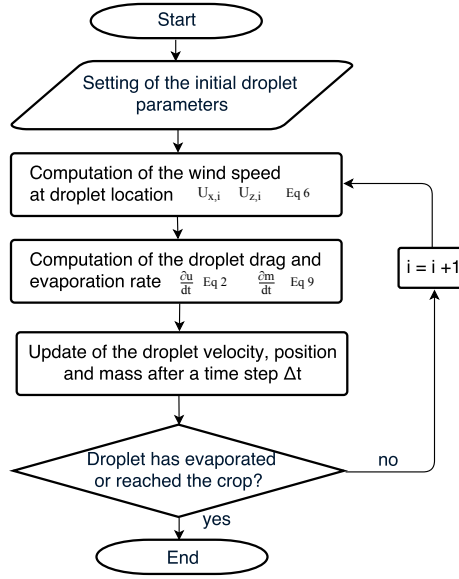 Start
Setting of the initial droplet
parameters
Computation of the wind speed
at droplet location Ux,i Uz,i Eq 6
Computation of the droplet drag and
evaporation rate ∂u/dt Eq 2 ∂m/dt Eq 9
i = i +1
Update of the droplet velocity, position
and mass after a time step Δt
Droplet has evaporated
or reached the crop?
no
yes
End